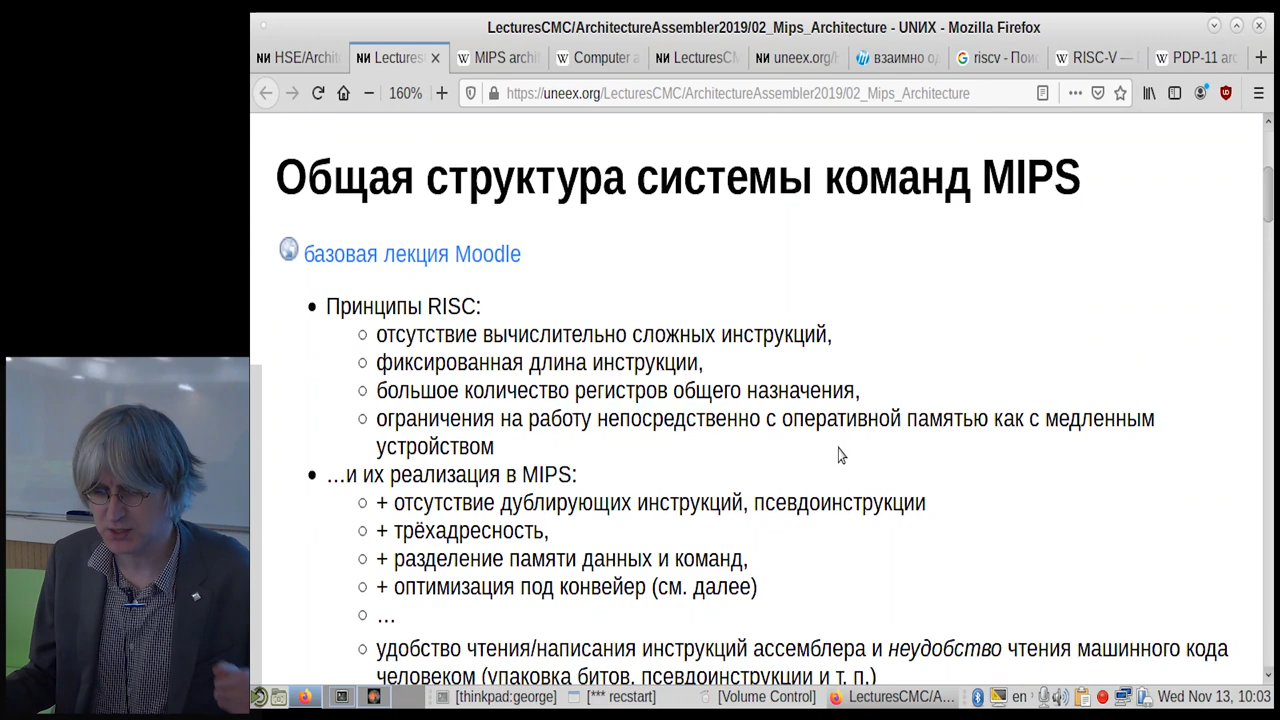 LecturesCMC/ArchitectureAssembler2019/02_Mips_Architecture - UNИХ - Mozilla Firefox
HSE/Archit
Lectures
MIPS archi
Computer a
LecturesCM
uneex.org/H
взаимно од
riscv - Пои
RISC-V —
PDP-11 arc
160%
https://uneex.org/LecturesCMC/ArchitectureAssembler2019/02_Mips_Architecture
Общая структура системы команд MIPS
базовая лекция Moodle
• Принципы RISC:
○ отсутствие вычислительно сложных инструкций,
○ фиксированная длина инструкции,
○ большое количество регистров общего назначения,
○ ограничения на работу непосредственно с оперативной памятью как с медленным
устройством
• …и их реализация в MIPS:
○ + отсутствие дублирующих инструкций, псевдоинструкции
○ + трёхадресность,
○ + разделение памяти данных и команд,
○ + оптимизация под конвейер (см. далее)
○ …
○ удобство чтения/написания инструкций ассемблера и неудобство чтения машинного кода
человеком (упаковка битов, псевдоинструкции и т. п.)
[thinkpad:george]
[*** recstart]
[Volume Control]
LecturesCMC/A...
en
Wed Nov 13, 10:03